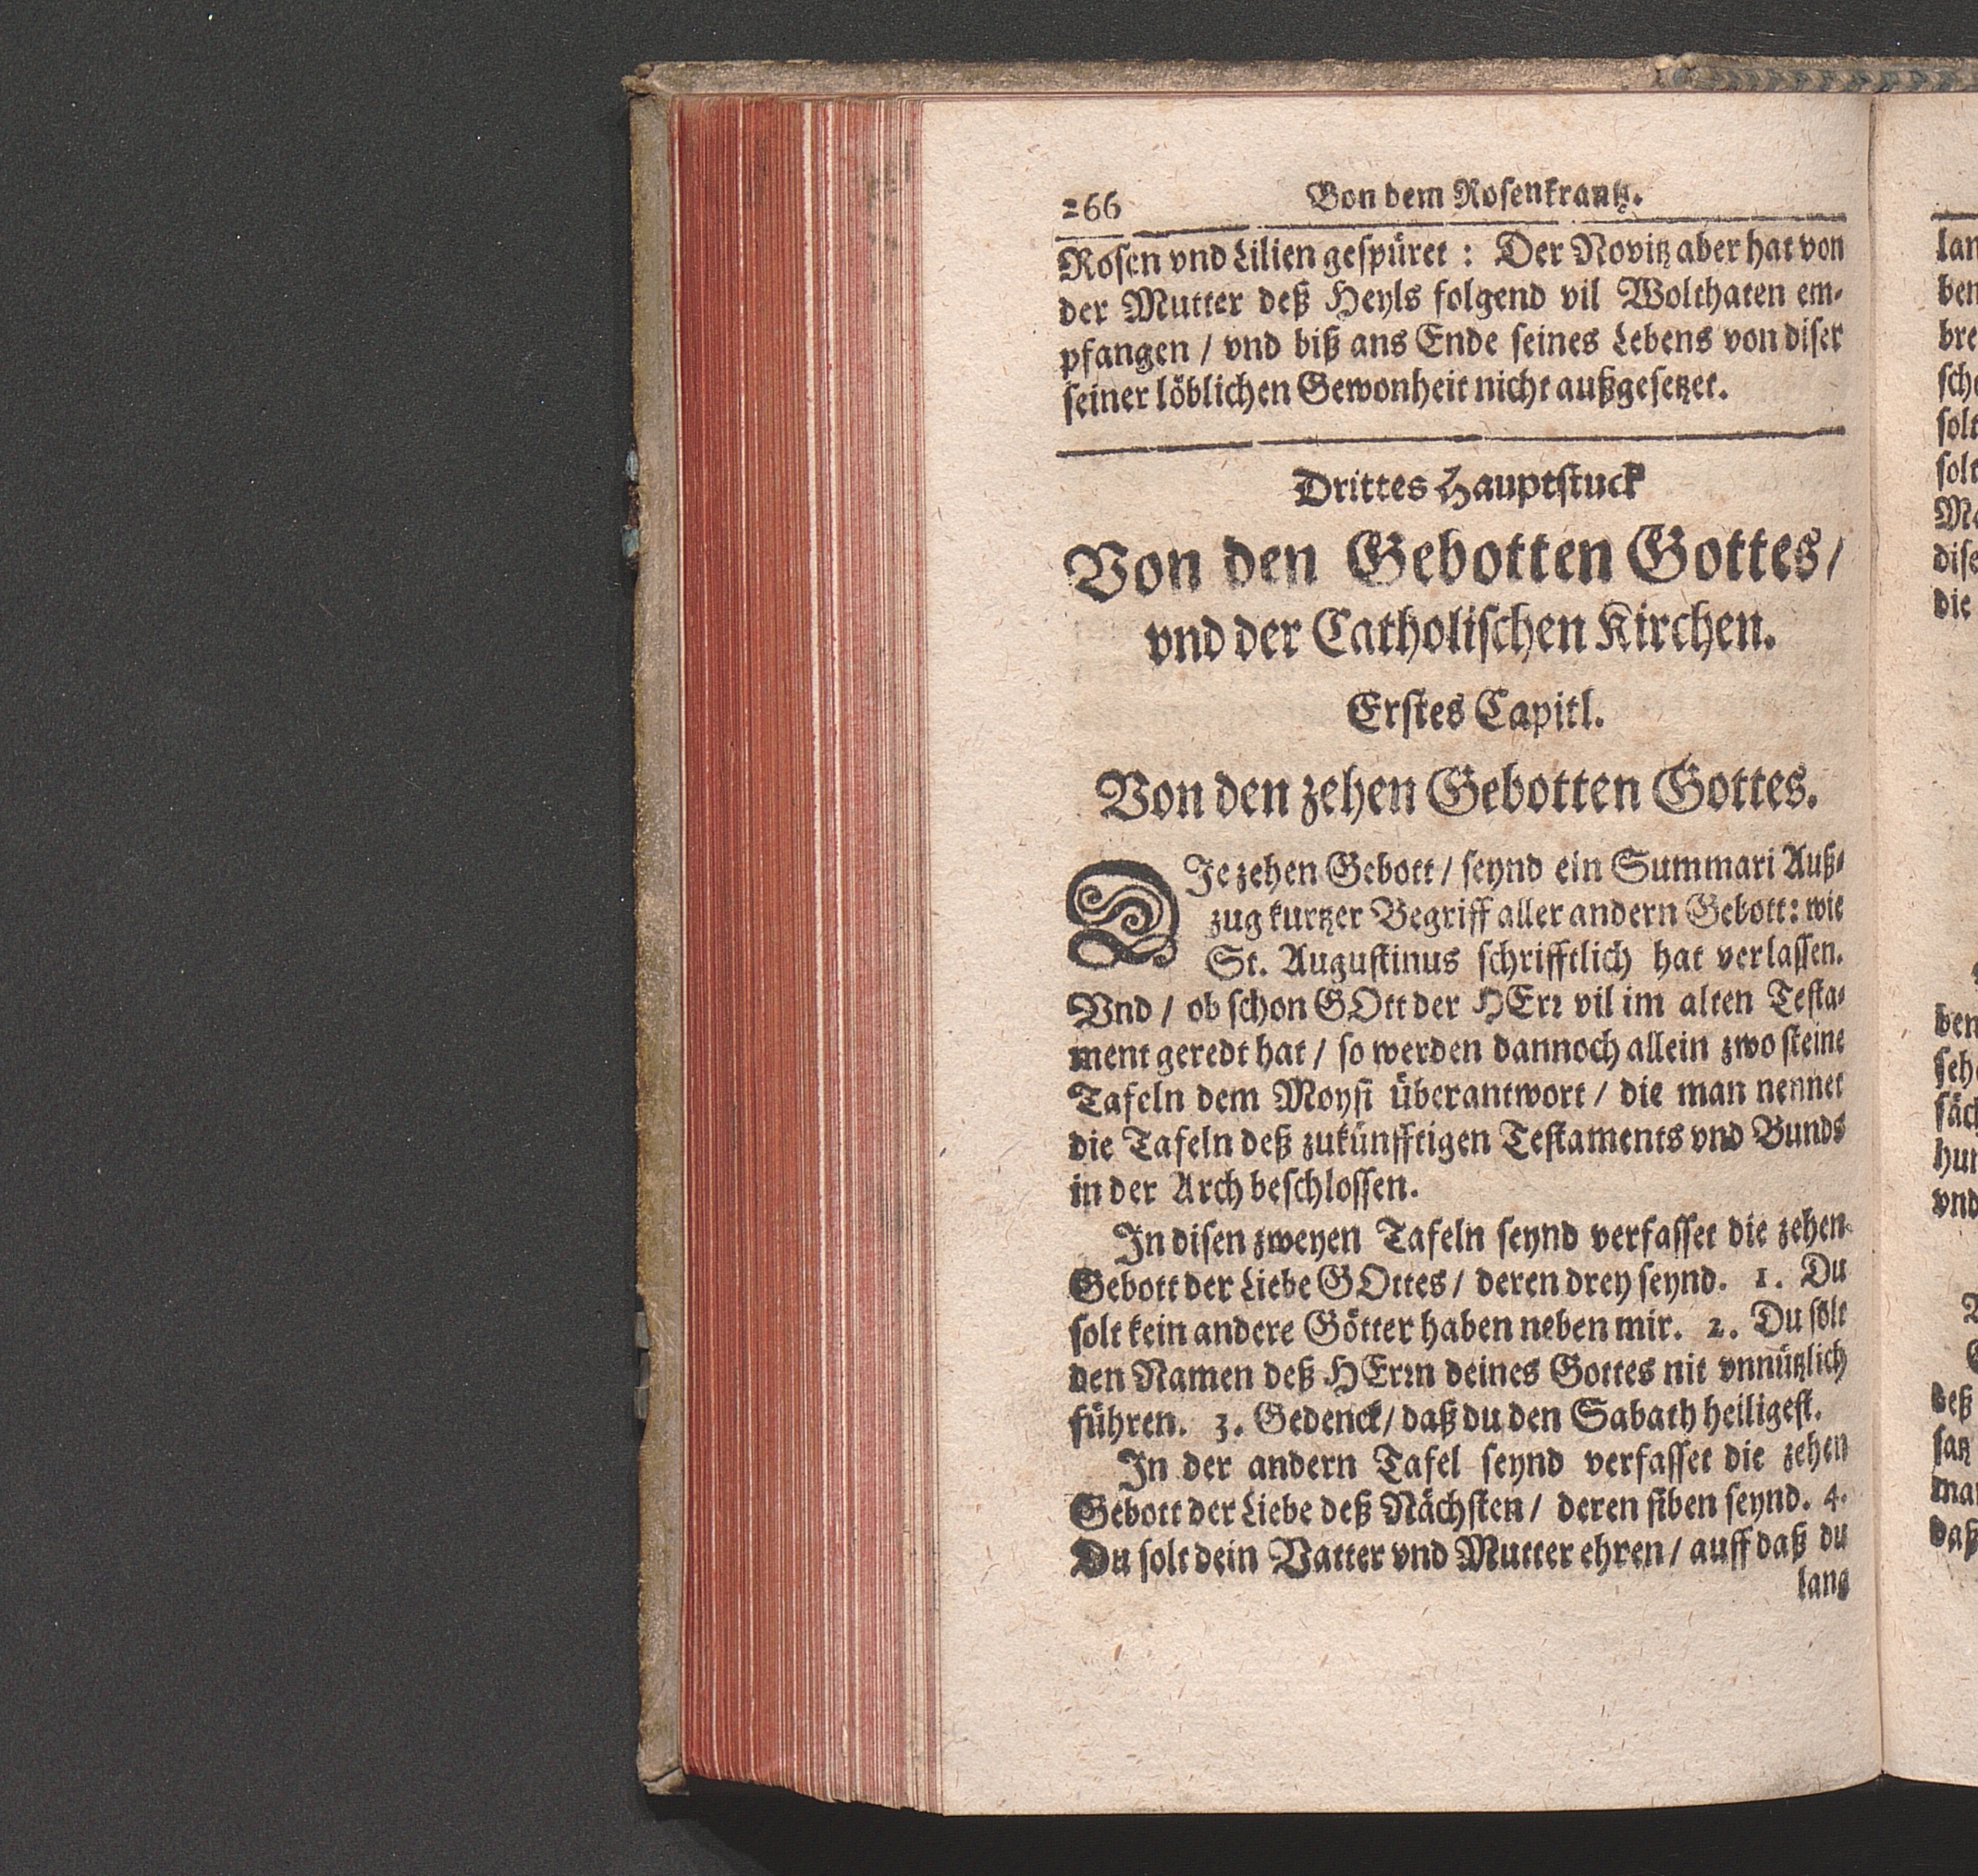 266 Von dem Rosenkrantz.
Rosen vnd Lilien gespüret : Der Novitz aber hat von
der Mutter deß Heyls folgend vil Wolthaten em-
pfangen / vnd biß ans Ende seines Lebens von diser
seiner löblichen Gewonheit nicht außgesetzet.
Drittes Hauptstuck
Von den Gebotten Gottes /
vnd der Catholischen Kirchen.
Erstes Capitl.
Von den zehen Gebotten Gottes.
DIe zehen Gebott / seynd ein Summari Auß-
zug kurtzer Begriff aller andern Gebott: wie
St. Augustinus schrifftlich hat verlassen.
Vnd / ob schon GOtt der HErr vil im alten Testa-
ment geredt hat / so werden dannoch allein zwo steine
Tafeln dem Moysi überantwort / die man nennet
die Tafeln deß zukünfftigen Testaments vnd Bunds
in der Arch beschlossen.
In disen zweyen Tafeln seynd verfasset die zehen
Gebott der Liebe GOttes / deren drey seynd. 1. Du
solt kein andere Götter haben neben mir. 2. Du solt
den Namen deß HErrn deines Gottes nit vnnützlich
führen. 3. Gedenck / daß du den Sabath heiligest.
In der andern Tafel seynd verfasset die zehen
Gebott der Liebe deß Nächsten / deren siben seynd. 4.
Du solt dein Vatter vnd Mutter ehren / auff daß du
lang